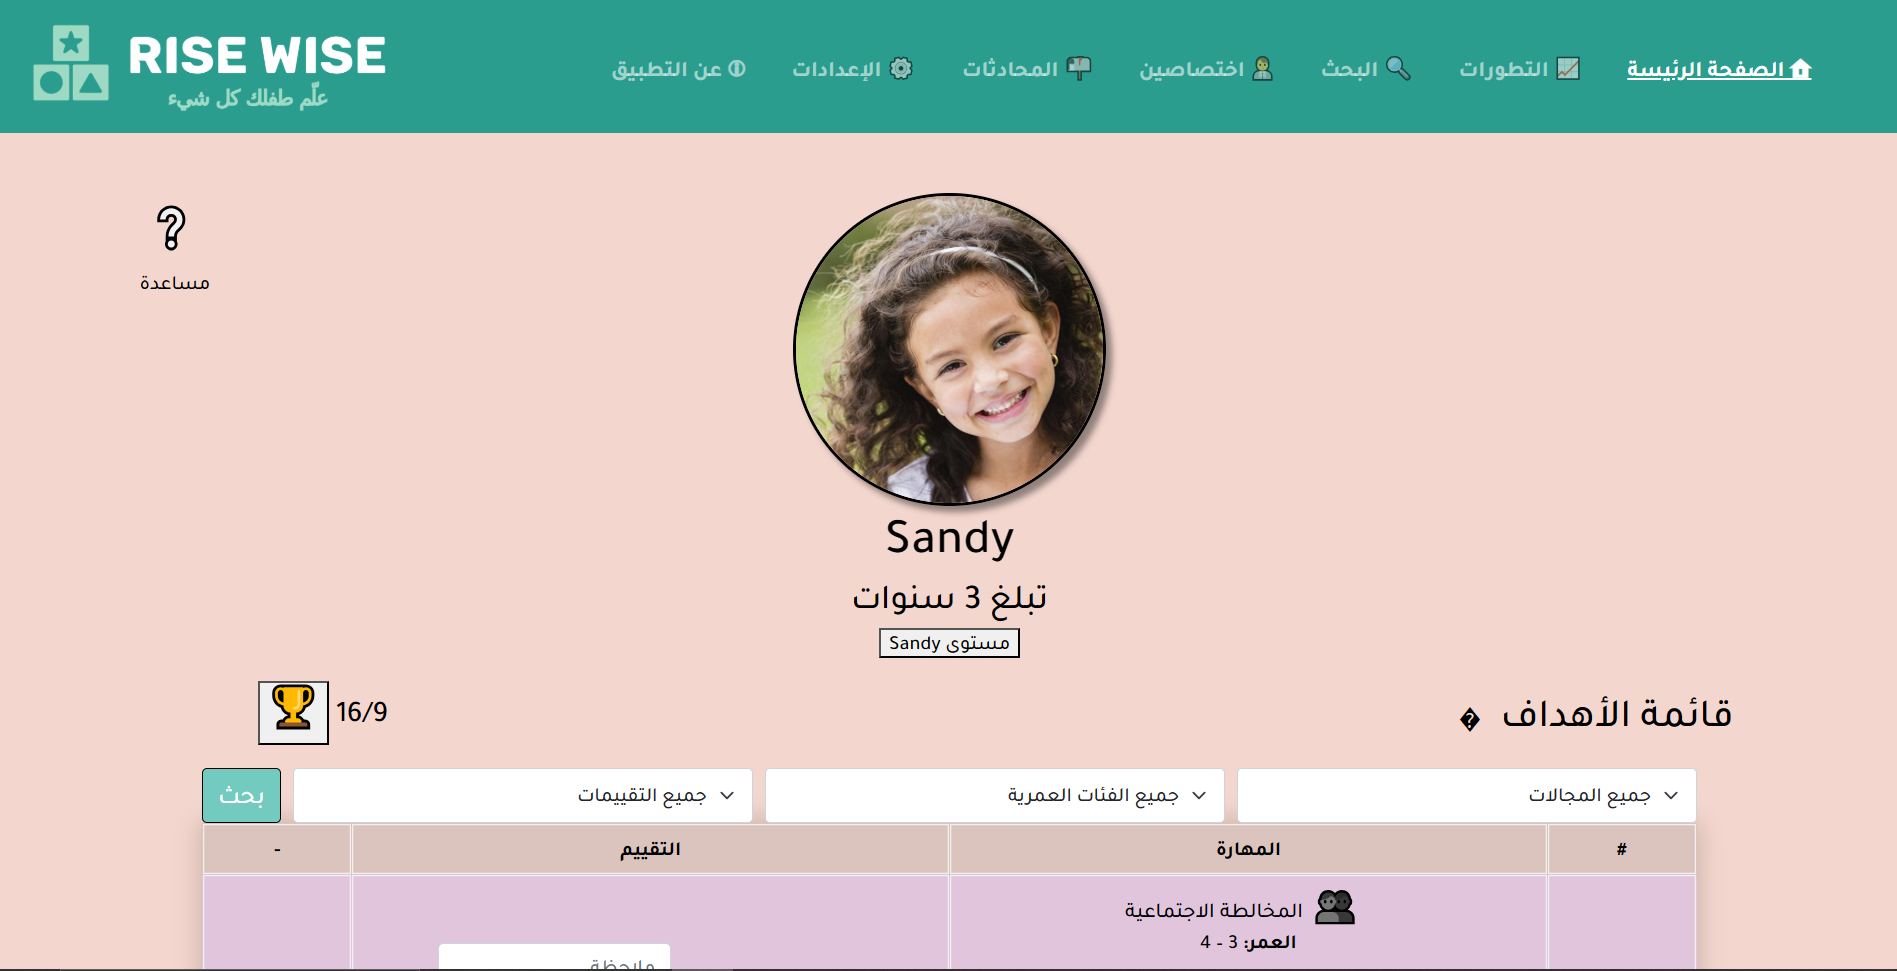 RISE WISE
علّم طفلك كل شيء
الصفحة الرئيسة
التطورات
البحث
اختصاصين
المحادثات
الإعدادات
عن التطبيق
مساعدة
Sandy
تبلغ 3 سنوات
مستوى Sandy
قائمة الأهداف �
16/9
جميع المجالات
جميع الفئات العمرية
جميع التقييمات
بحث
#
المهارة
التقييم
-
المخالطة الاجتماعية
العمر: 3 - 4
ملاحظة